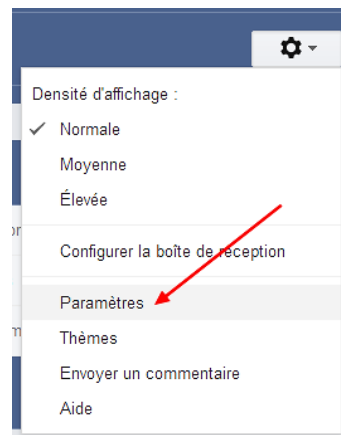 Densité d'affichage :
Normale
Moyenne
Élevée
Configurer la boîte de réception
Paramètres
Thèmes
Envoyer un commentaire
Aide